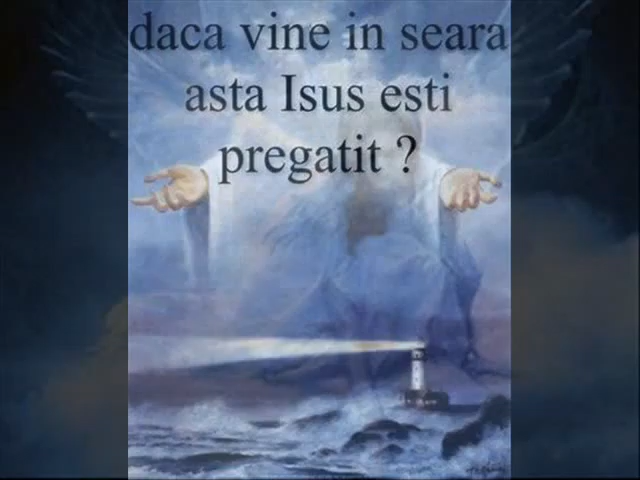 daca vine in seara
asta Isus esti
pregatit ?